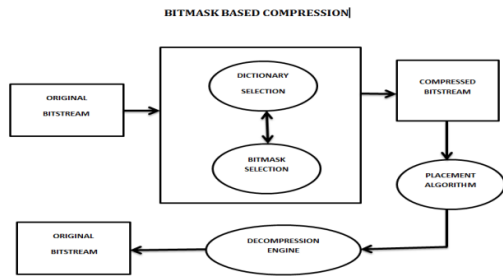 BITMASK BASED COMPRESSION
DICTIONARY
SELECTION
BITMASK
SELECTION
ORIGINAL
BITSTREAM
COMPRESSED
BITSTREAM
PLACEMENT
ALGORITHM
DECOMPRESSION
ENGINE
ORIGINAL
BITSTREAM